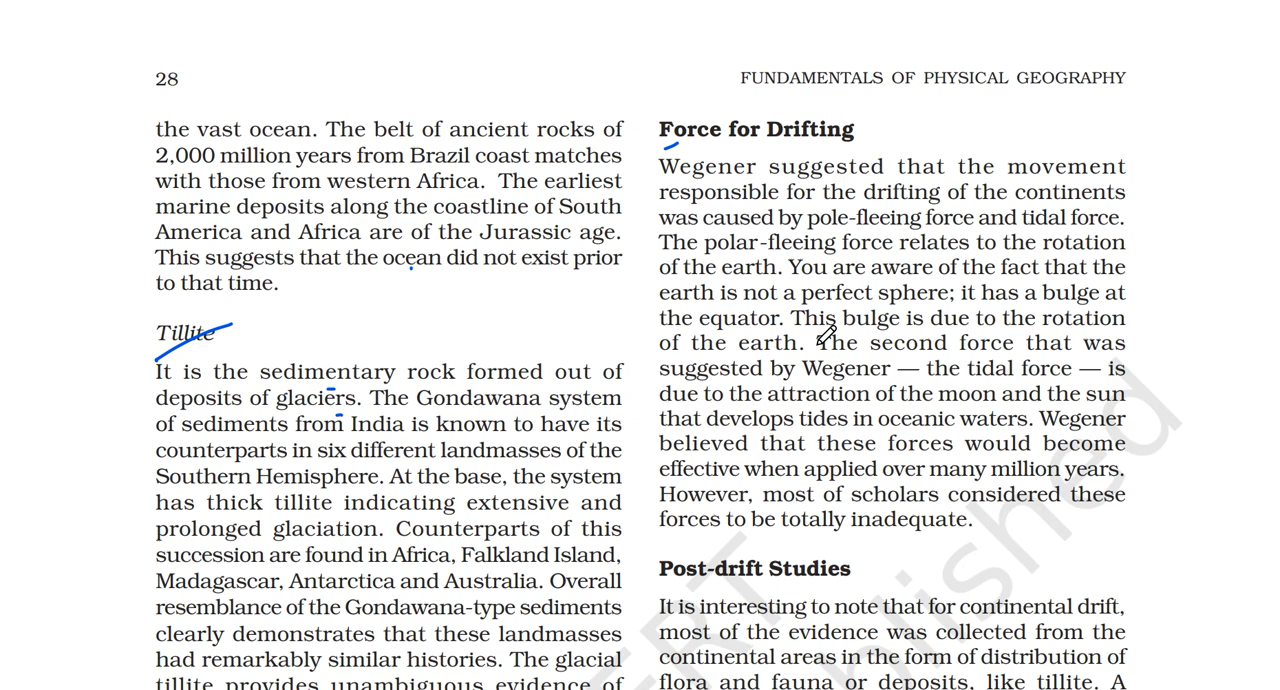 28
FUNDAMENTALS OF PHYSICAL GEOGRAPHY
the vast ocean. The belt of ancient rocks of
2,000 million years from Brazil coast matches
with those from western Africa. The earliest
marine deposits along the coastline of South
America and Africa are of the Jurassic age.
This suggests that the ocean did not exist prior
to that time.
Tillite
It is the sedimentary rock formed out of
deposits of glaciers. The Gondawana system
of sediments from India is known to have its
counterparts in six different landmasses of the
Southern Hemisphere. At the base, the system
has thick tillite indicating extensive and
prolonged glaciation. Counterparts of this
succession are found in Africa, Falkland Island,
Madagascar, Antarctica and Australia. Overall
resemblance of the Gondawana-type sediments
clearly demonstrates that these landmasses
had remarkably similar histories. The glacial
tillite provides unambiguous evidence of
Force for Drifting
Wegener suggested that the movement
responsible for the drifting of the continents
was caused by pole-fleeing force and tidal force.
The polar-fleeing force relates to the rotation
of the earth. You are aware of the fact that the
earth is not a perfect sphere; it has a bulge at
the equator. This bulge is due to the rotation
of the earth. The second force that was
suggested by Wegener — the tidal force — is
due to the attraction of the moon and the sun
that develops tides in oceanic waters. Wegener
believed that these forces would become
effective when applied over many million years.
However, most of scholars considered these
forces to be totally inadequate.
Post-drift Studies
It is interesting to note that for continental drift,
most of the evidence was collected from the
continental areas in the form of distribution of
flora and fauna or deposits, like tillite. A